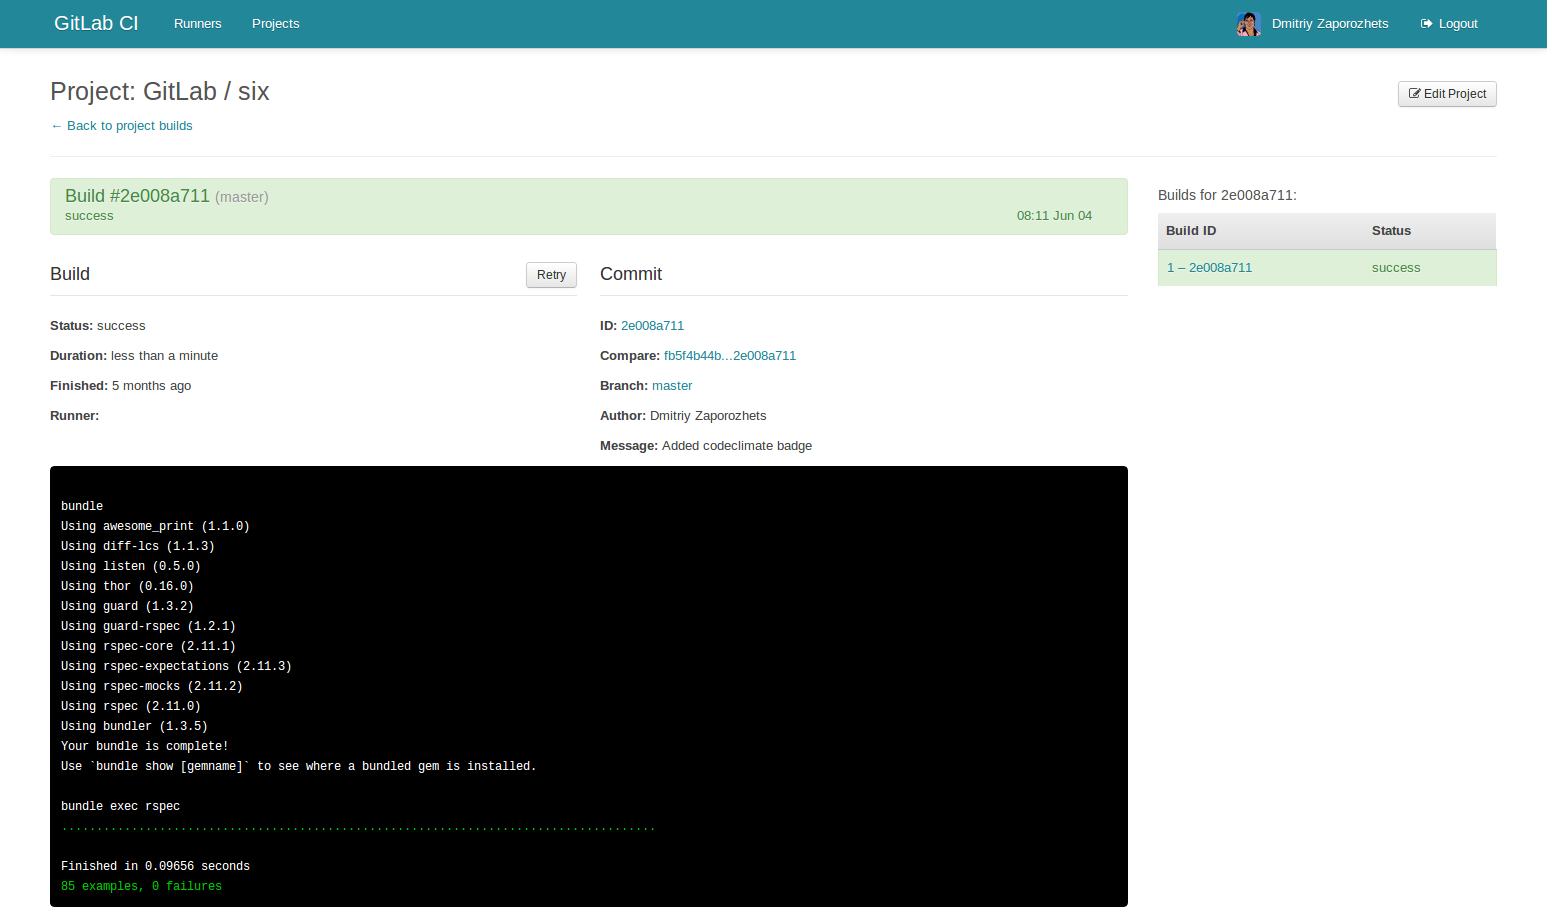 GitLab CI Runners Projects Dmitriy Zaporozhets Logout
Project: GitLab / six
Edit Project
← Back to project builds
Build #2e008a711 (master)
success 08:11 Jun 04
Builds for 2e008a711:
Build ID Status
1 – 2e008a711 success
Build Retry
Status: success
Duration: less than a minute
Finished: 5 months ago
Runner:
Commit
ID: 2e008a711
Compare: fb5f4b44b...2e008a711
Branch: master
Author: Dmitriy Zaporozhets
Message: Added codeclimate badge
bundle
Using awesome_print (1.1.0)
Using diff-lcs (1.1.3)
Using listen (0.5.0)
Using thor (0.16.0)
Using guard (1.3.2)
Using guard-rspec (1.2.1)
Using rspec-core (2.11.1)
Using rspec-expectations (2.11.3)
Using rspec-mocks (2.11.2)
Using rspec (2.11.0)
Using bundler (1.3.5)
Your bundle is complete!
Use `bundle show [gemname]` to see where a bundled gem is installed.
bundle exec rspec
.....................................................................................
Finished in 0.09656 seconds
85 examples, 0 failures